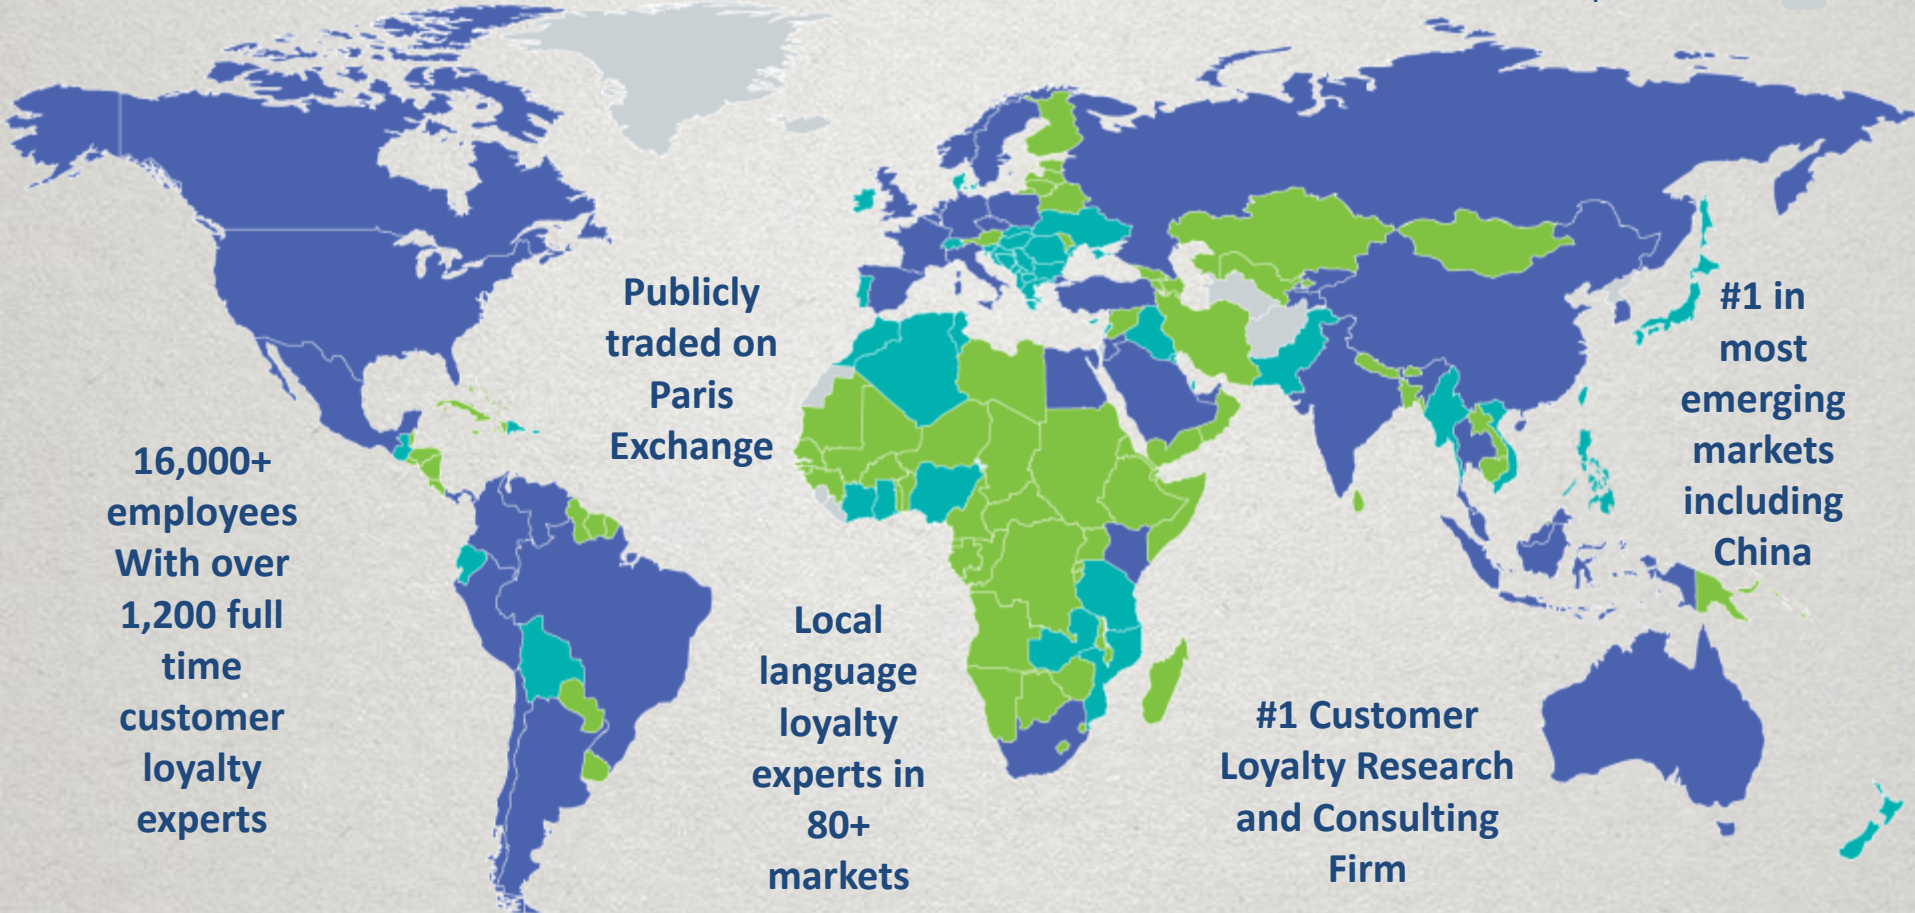 Publicly
traded on
Paris
Exchange
#1 in
most
emerging
markets
including
China
16,000+
employees
With over
1,200 full
time
customer
loyalty
experts
Local
language
loyalty
experts in
80+
markets
#1 Customer
Loyalty Research
and Consulting
Firm